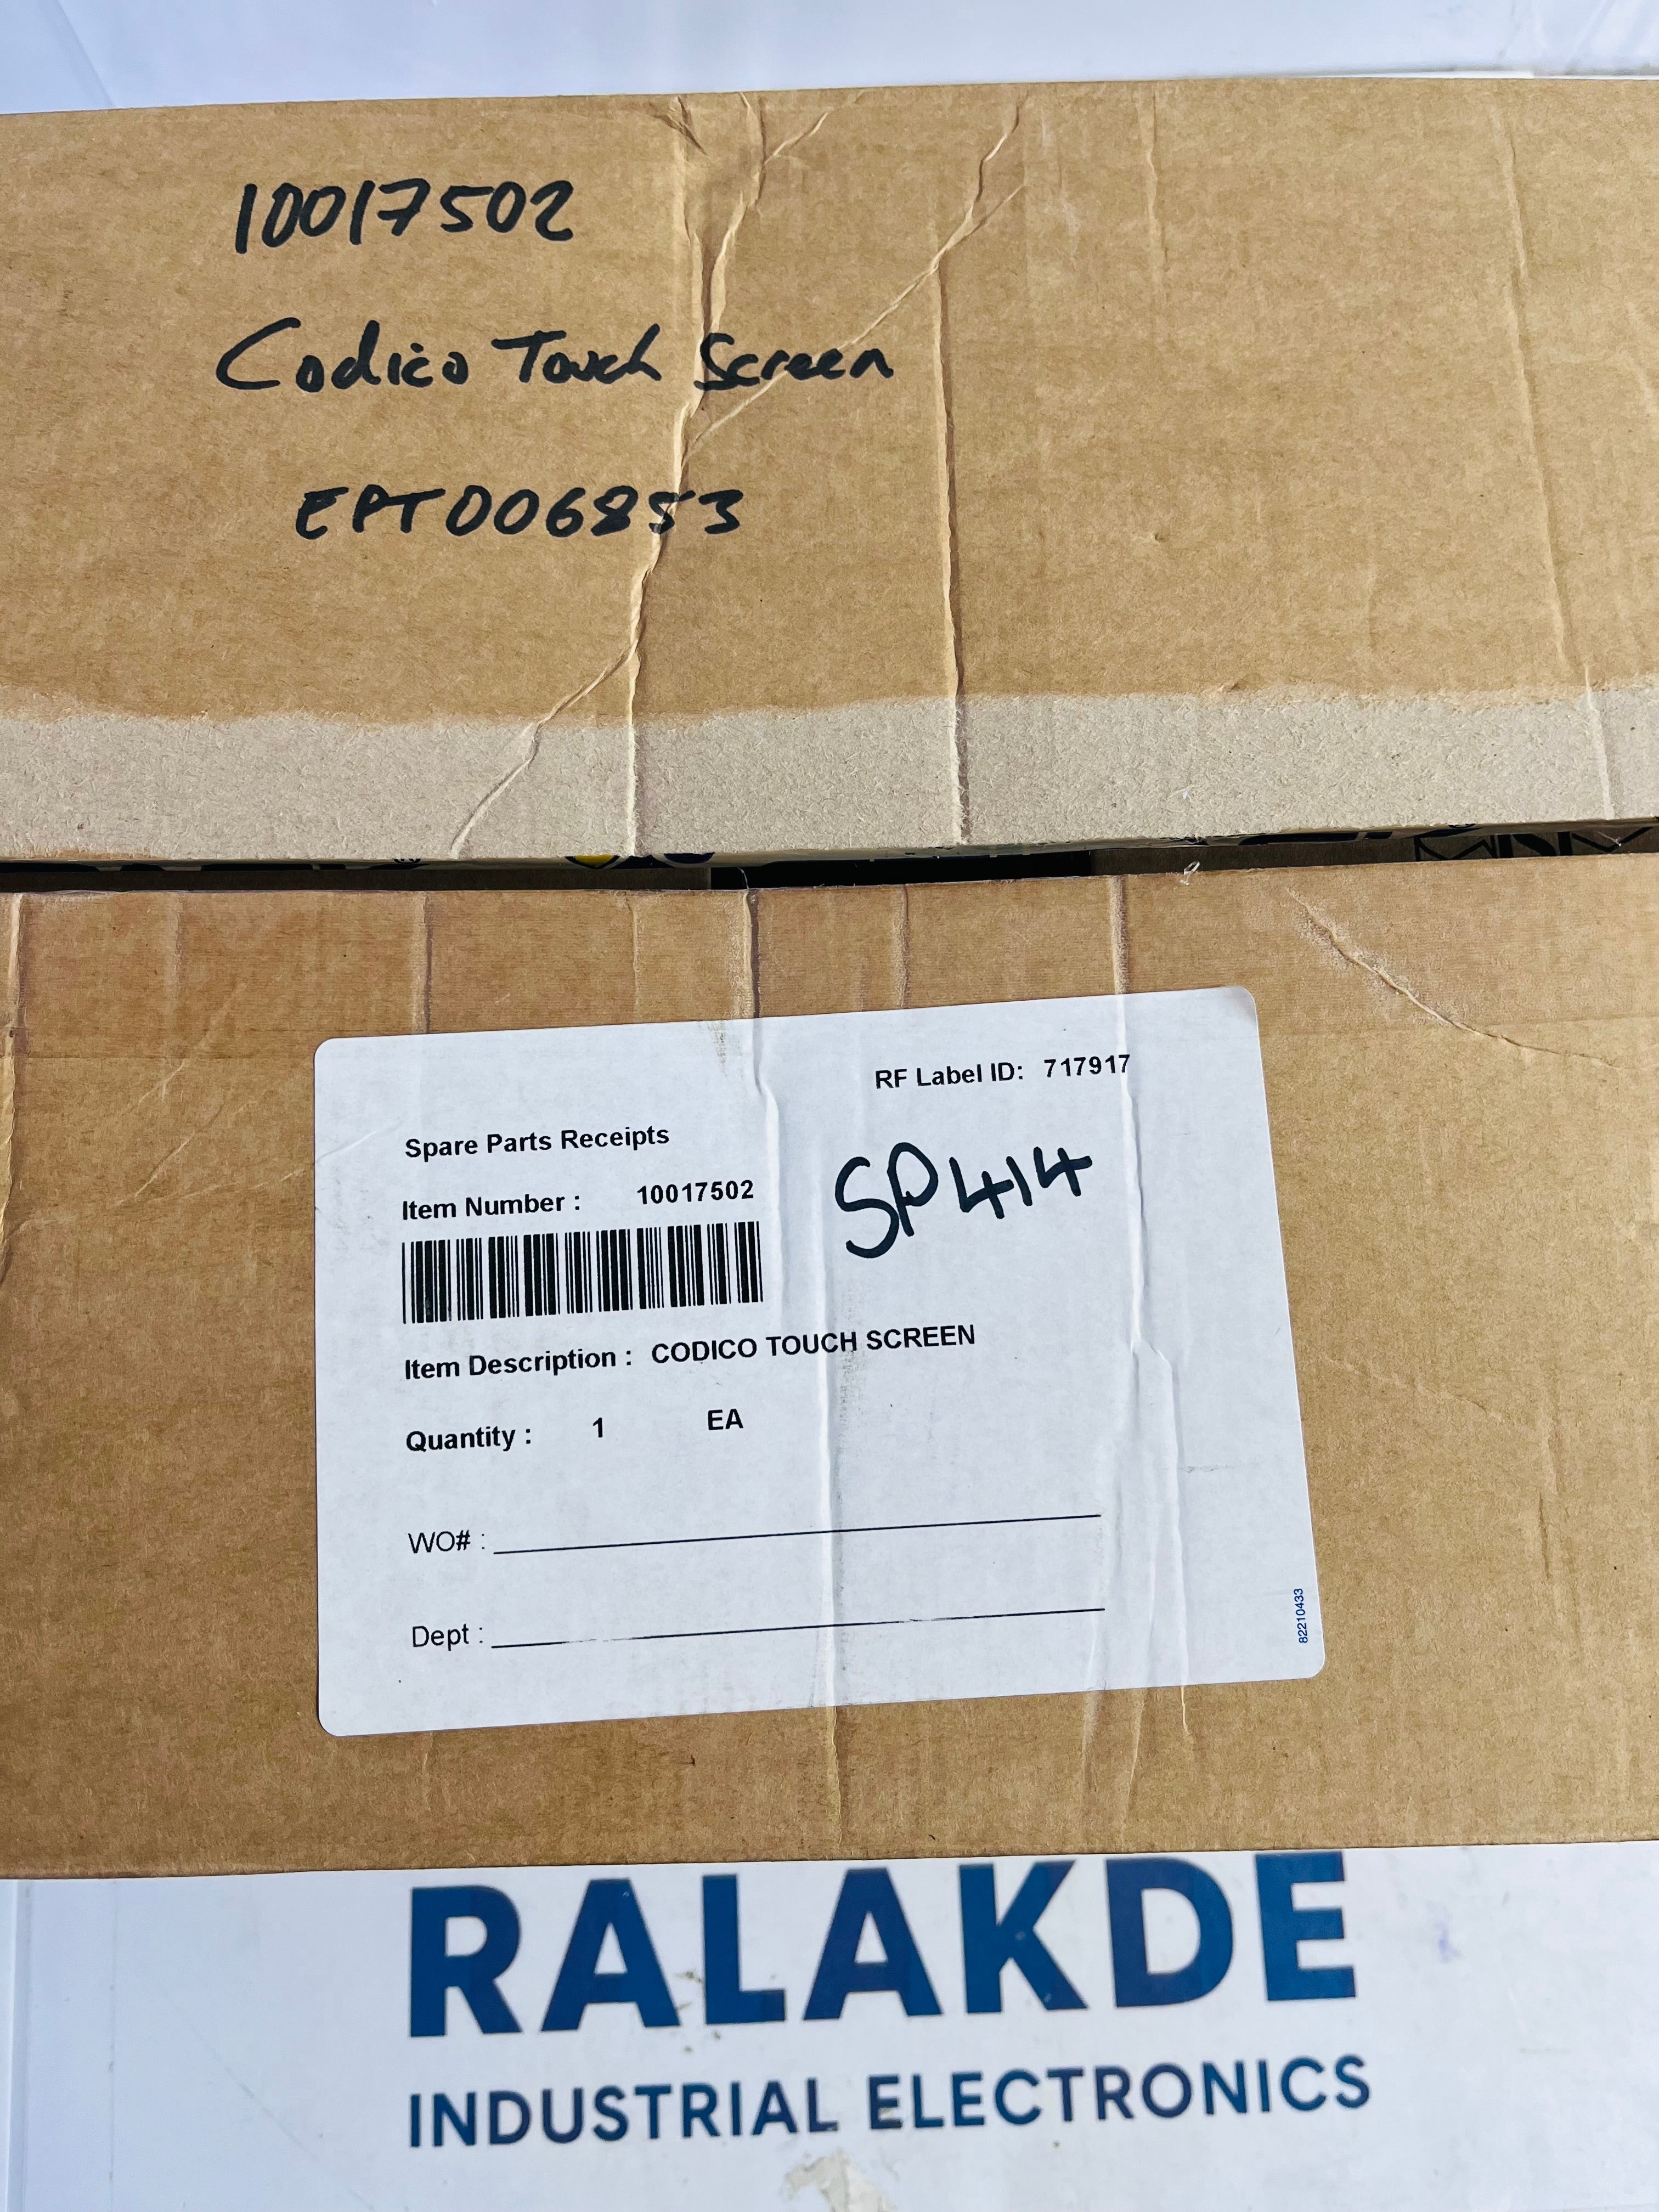 10017502
Codico Touch Screen
EPT006853
RF Label ID: 717917
Spare Parts Receipts
Item Number : 10017502
SP414
Item Description : CODICO TOUCH SCREEN
Quantity : 1 EA
WO# :
Dept :
82210433
RALAKDE
INDUSTRIAL ELECTRONICS